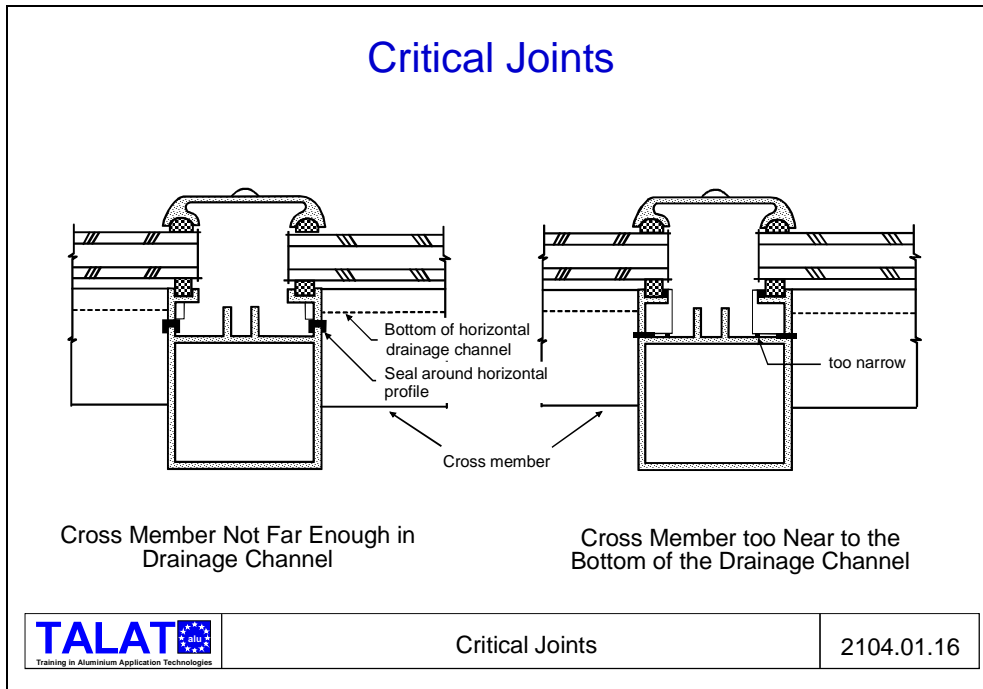 Critical Joints
Bottom of horizontal
drainage channel
Seal around horizontal
profile
too narrow
Cross member
Cross Member Not Far Enough in
Drainage Channel
Cross Member too Near to the
Bottom of the Drainage Channel
TALAT
alu
Training in Aluminium Application Technologies
Critical Joints
2104.01.16